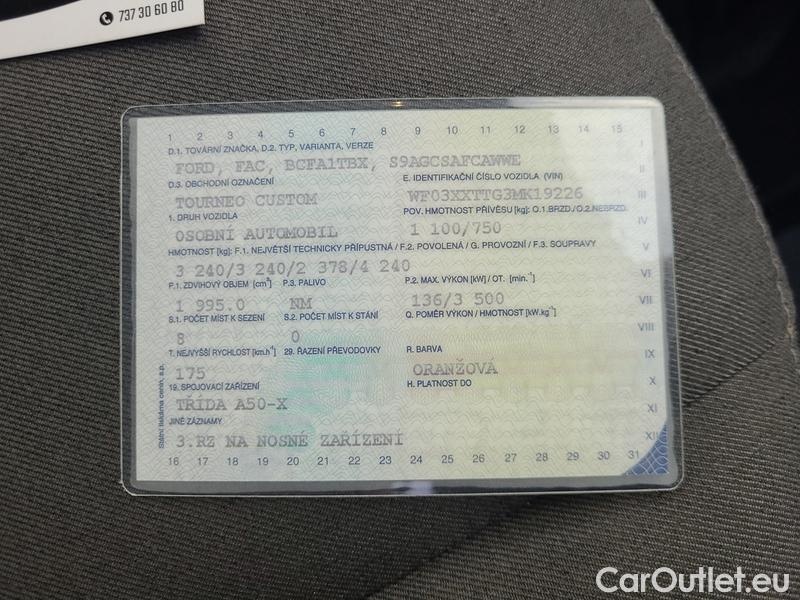 737 30 60 80
1 2 3 4 5 6 7 8 9 10 11 12 13 14 15
D.1. TOVÁRNÍ ZNAČKA, D.2. TYP, VARIANTA, VERZE I
FORD, FAC, BCFA1TBX, S9AGCSAFCAWWE
D.3. OBCHODNÍ OZNAČENÍ E. IDENTIFIKAČNÍ ČÍSLO VOZIDLA (VIN) II
TOURNEO CUSTOM WF03XXTTG3MK19226 III
1. DRUH VOZIDLA POV. HMOTNOST PŘÍVĚSU [kg]: O.1.BRZD./O.2.NEBRZD.
OSOBNÍ AUTOMOBIL 1 100/750 IV
HMOTNOST [kg]: F.1. NEJVĚTŠÍ TECHNICKY PŘÍPUSTNÁ / F.2. POVOLENÁ / G. PROVOZNÍ / F.3. SOUPRAVY V
3 240/3 240/2 378/4 240 VI
P.1. ZDVIHOVÝ OBJEM [cm³] P.3. PALIVO P.2. MAX. VÝKON [kW] / OT. [min.⁻¹]
1 995.0 NM 136/3 500 VII
S.1. POČET MÍST K SEZENÍ S.2. POČET MÍST K STÁNÍ Q. POMĚR VÝKON / HMOTNOST [kW.kg⁻¹]
8 0 VIII
T. NEJVYŠŠÍ RYCHLOST [km.h⁻¹] 29. ŘAZENÍ PŘEVODOVKY R. BARVA IX
175 ORANŽOVÁ
19. SPOJOVACÍ ZAŘÍZENÍ H. PLATNOST DO X
TŘÍDA A50-X XI
JINÉ ZÁZNAMY
3.RZ NA NOSNÉ ZAŘÍZENÍ XII
16 17 18 19 20 21 22 23 24 25 26 27 28 29 30 31
Státní tiskárna cenin, s.p.
CarOutlet.eu